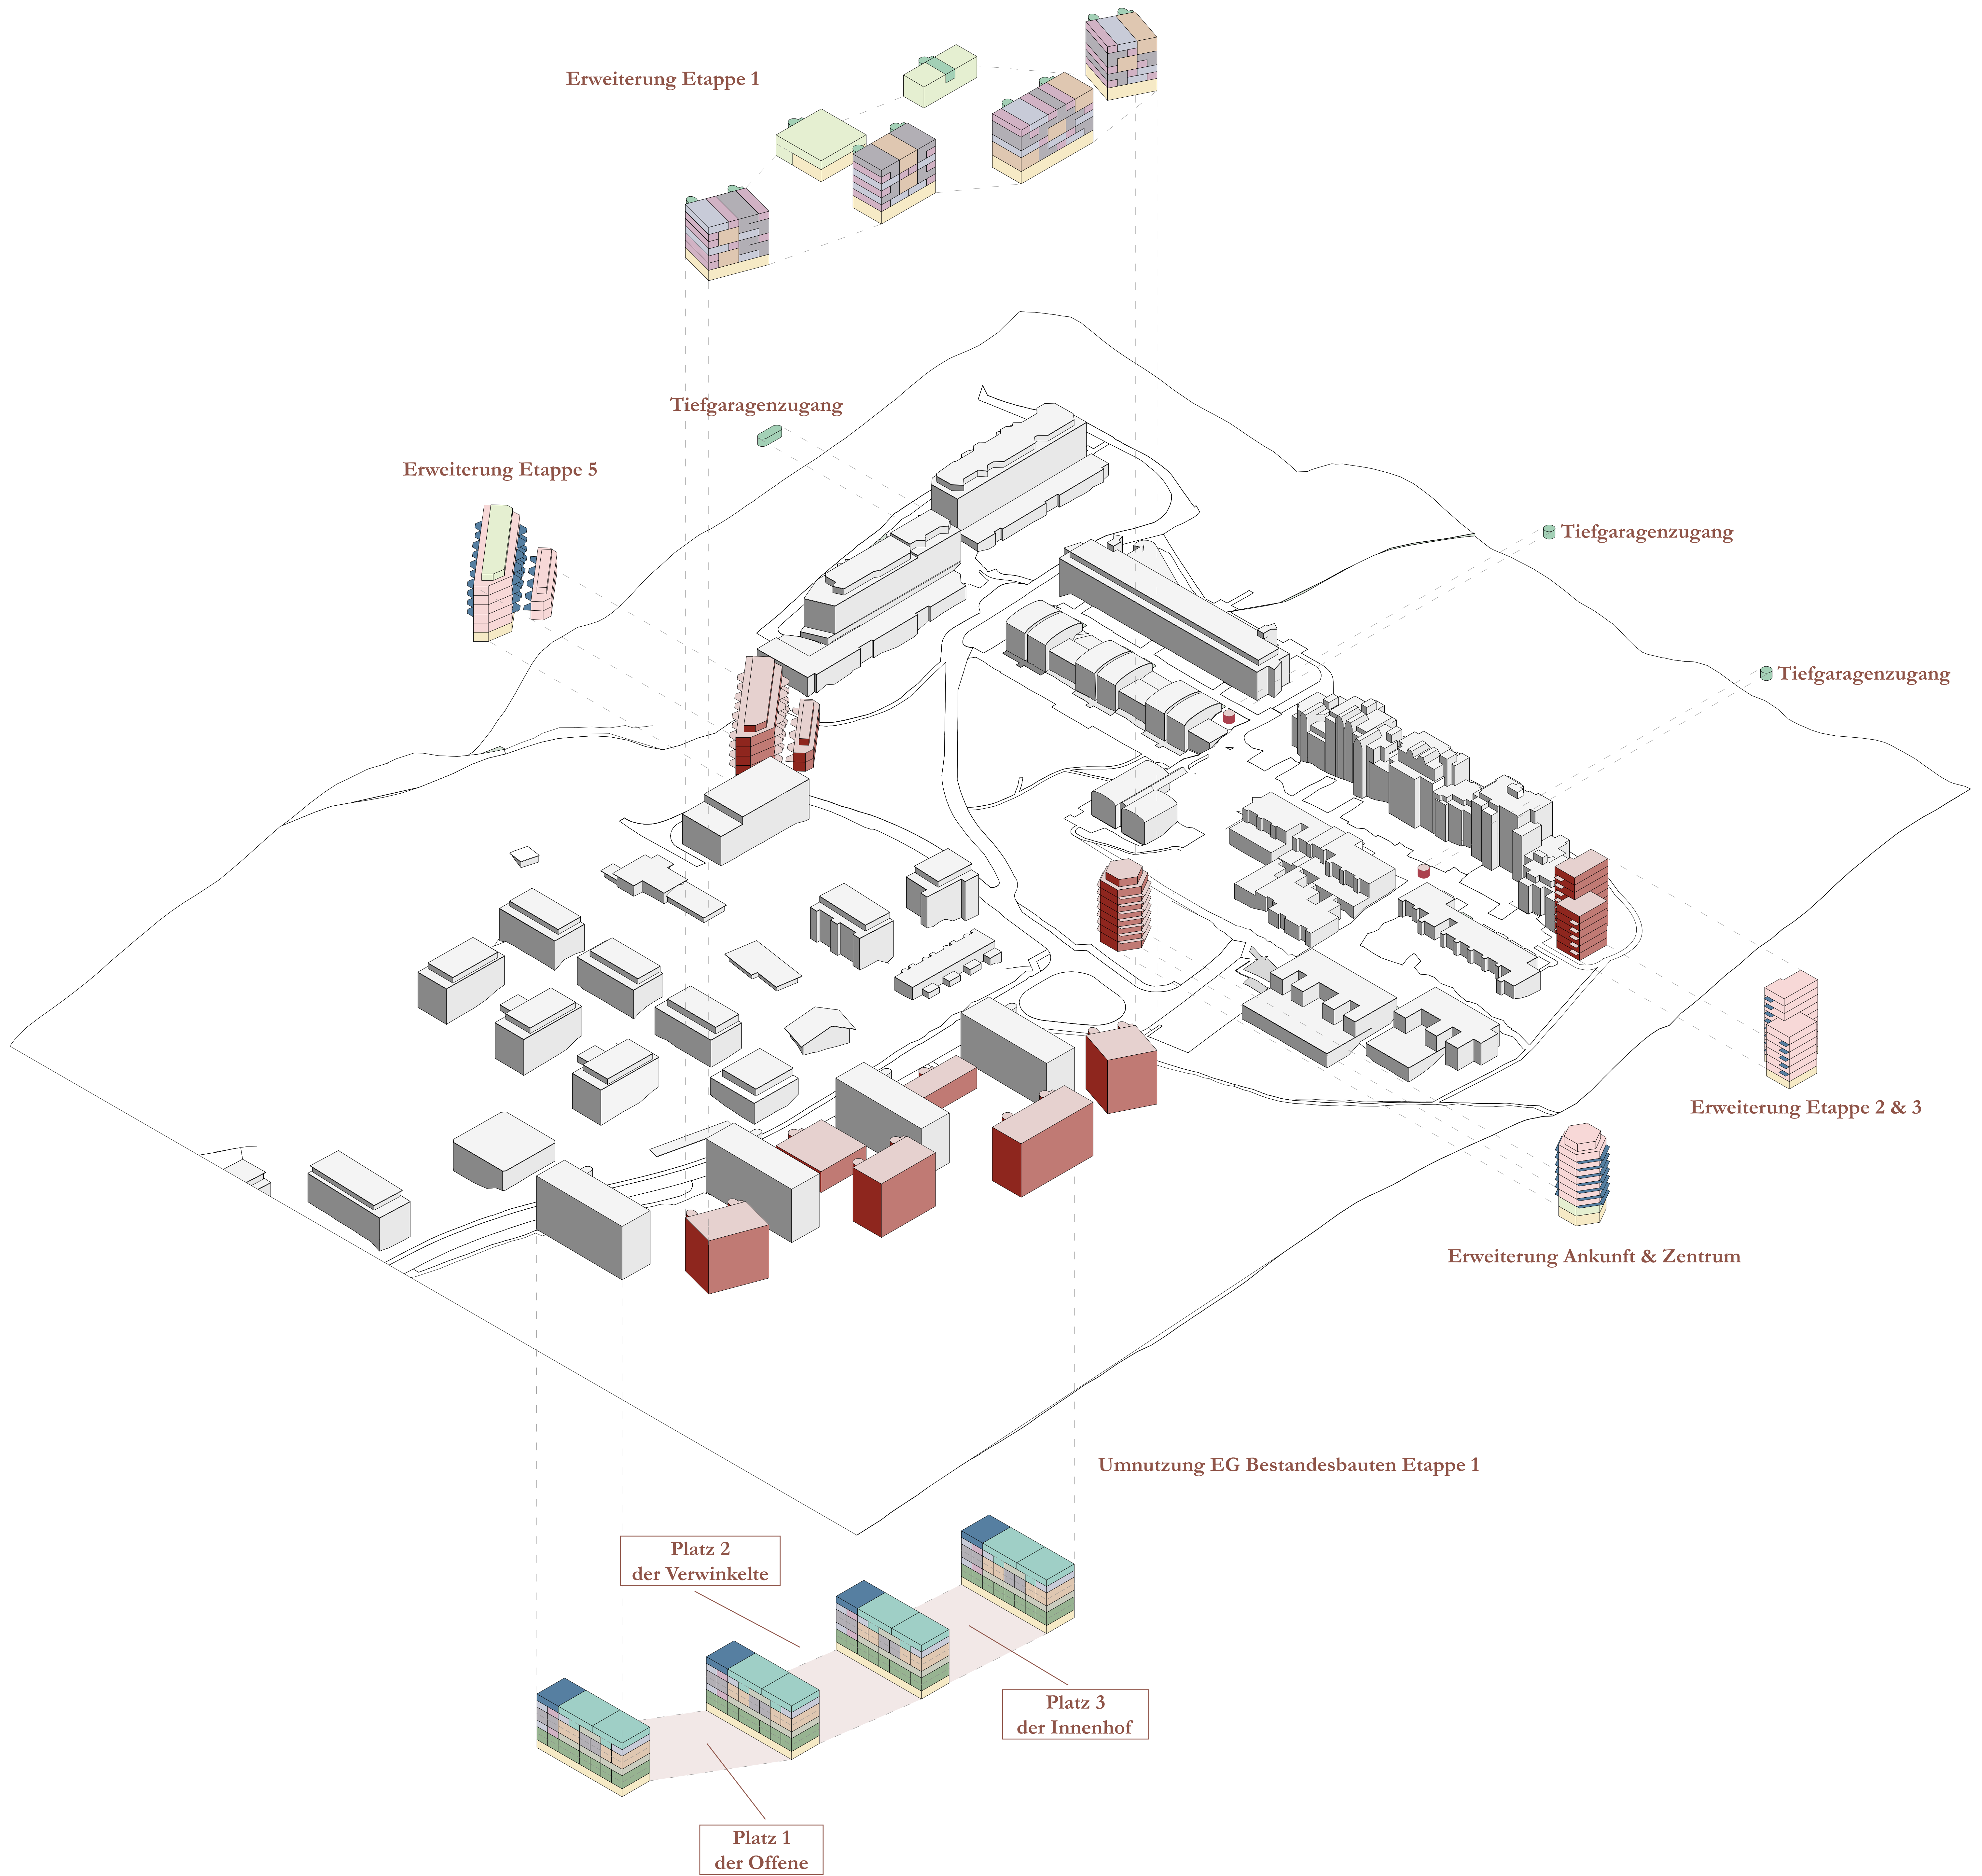 Erweiterung Etappe 1
Tiefgaragenzugang
Erweiterung Etappe 5
Tiefgaragenzugang
Tiefgaragenzugang
Erweiterung Etappe 2 & 3
Erweiterung Ankunft & Zentrum
Umnutzung EG Bestandesbauten Etappe 1
Platz 2
der Verwinkelte
Platz 3
der Innenhof
Platz 1
der Offene